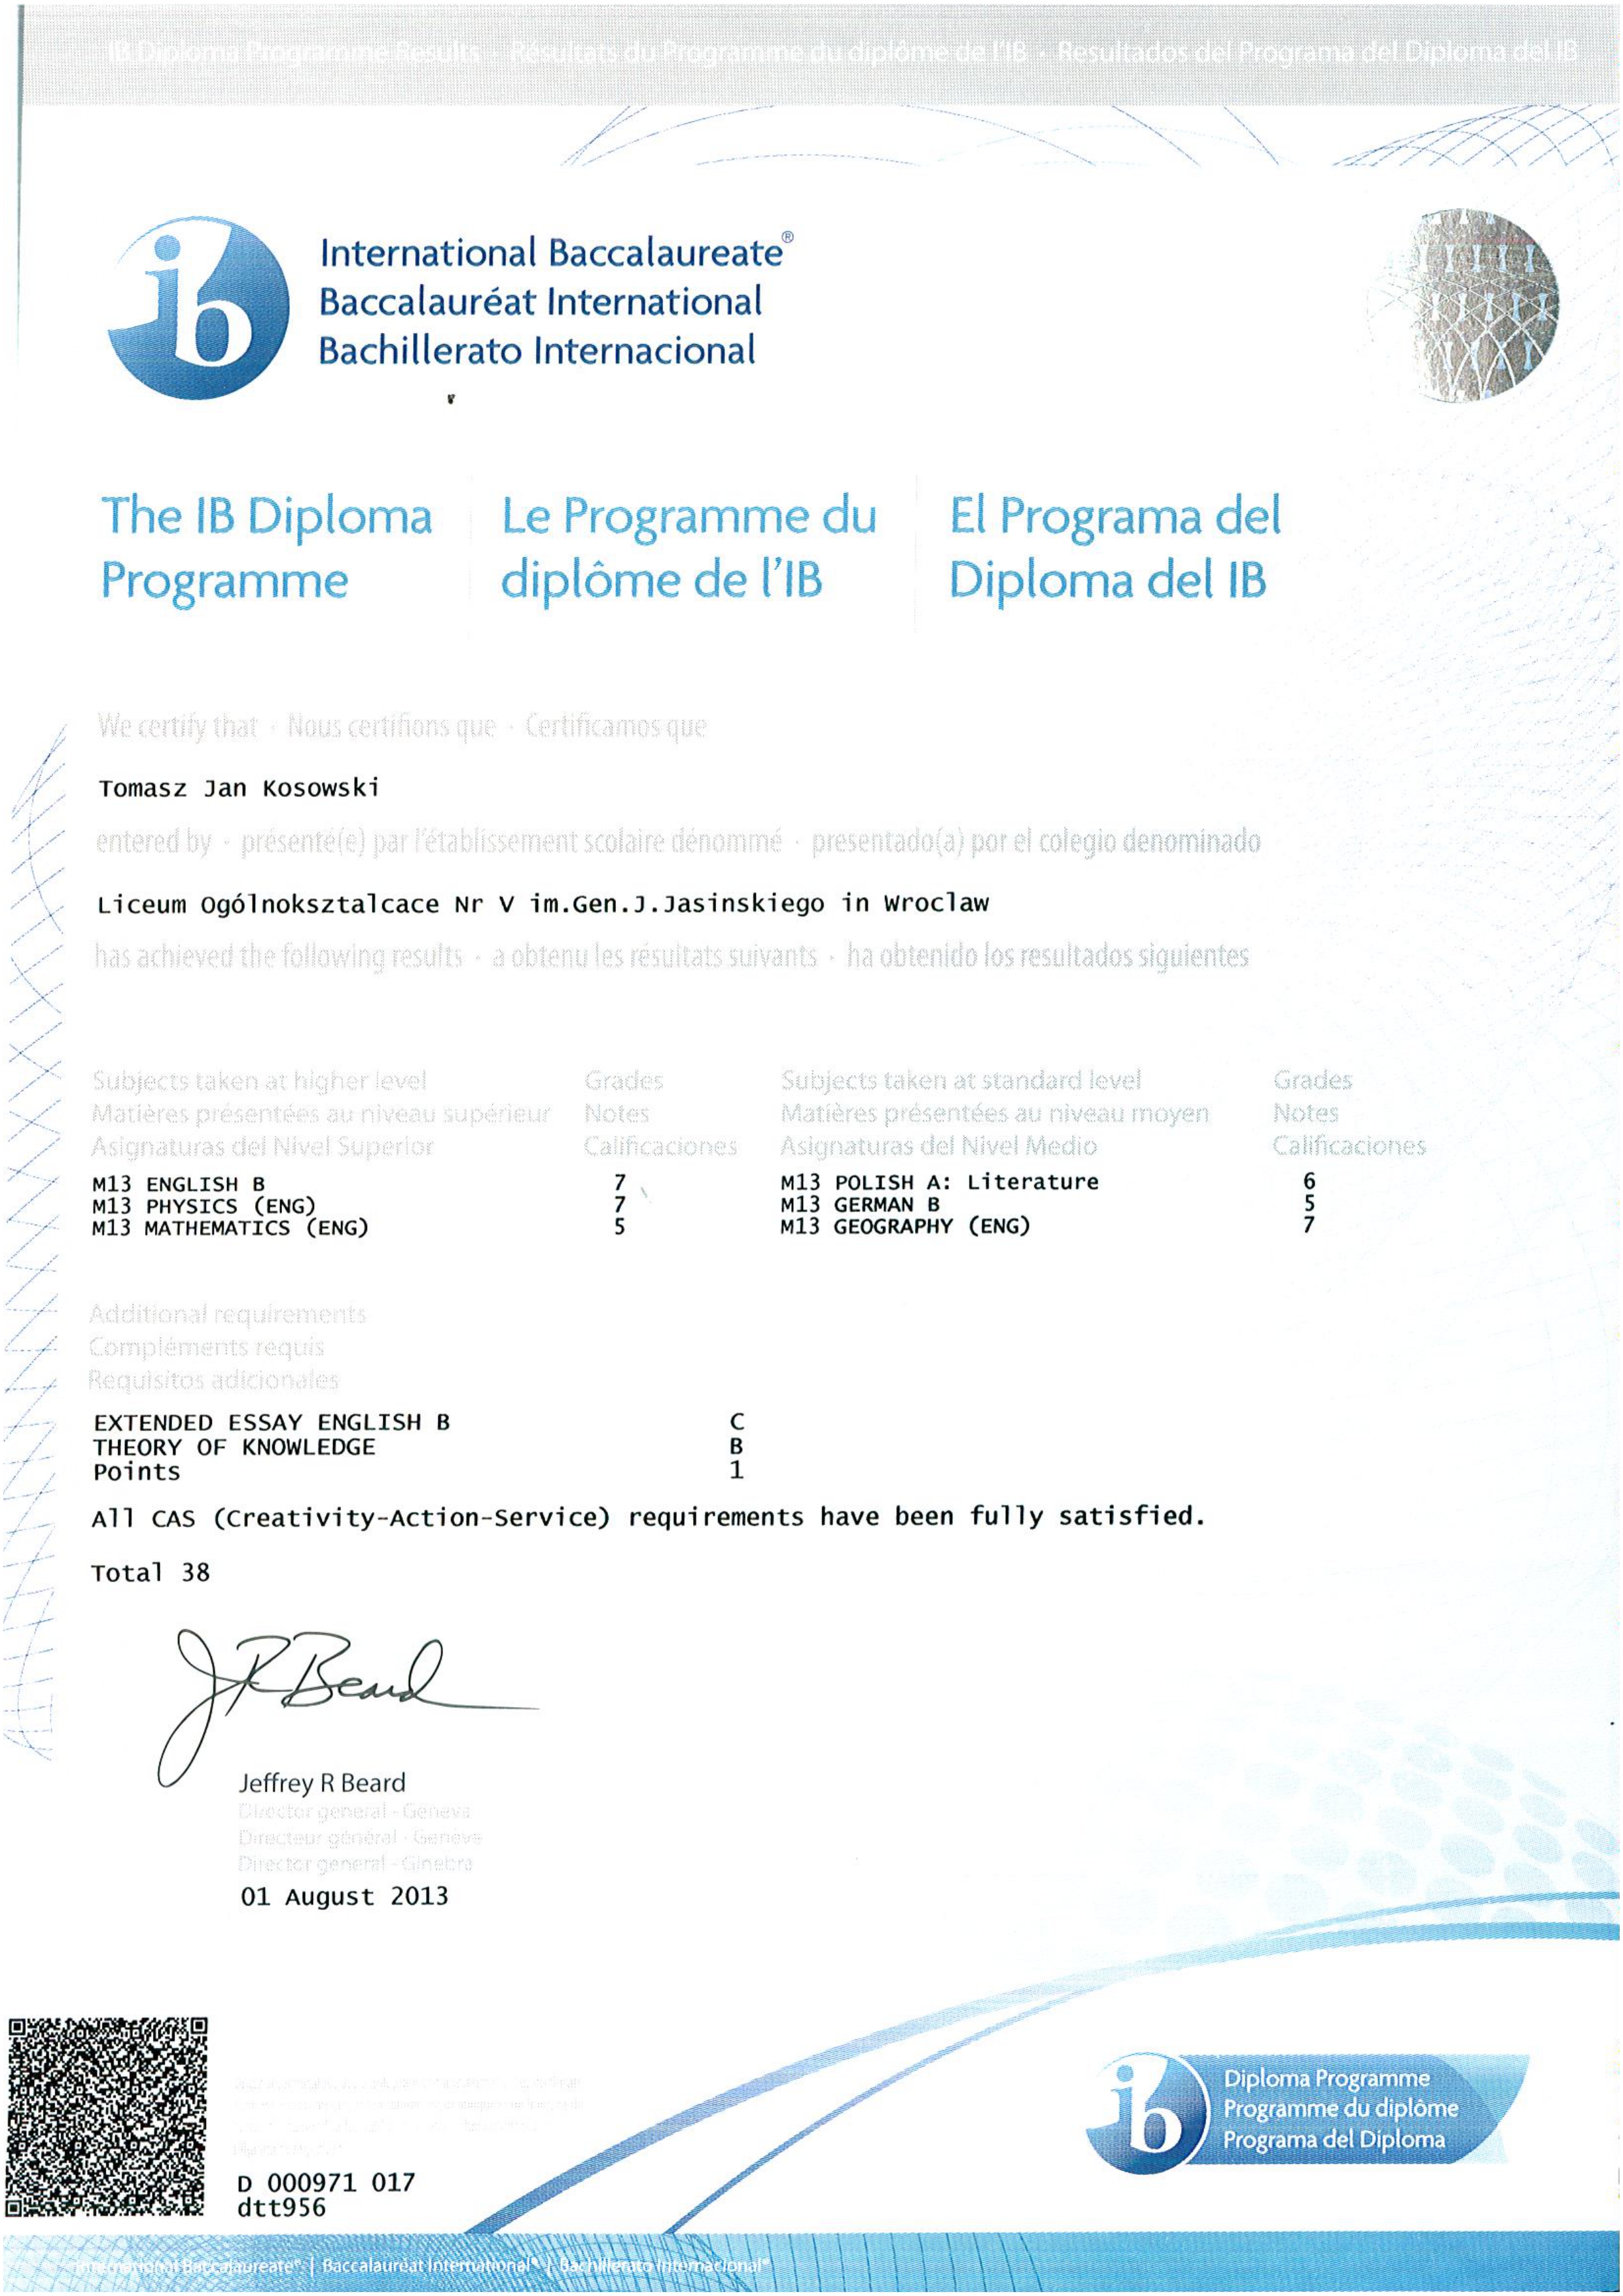 IB Diploma Programme Results · Résultats du Programme du diplôme de l'IB · Resultados del Programa del Diploma del IB
ib
International Baccalaureate®
Baccalauréat International
Bachillerato Internacional
The IB Diploma
Programme
Le Programme du
diplôme de l'IB
El Programa del
Diploma del IB
We certify that · Nous certifions que · Certificamos que
Tomasz Jan Kosowski
entered by · présenté(e) par l'établissement scolaire dénommé · presentado(a) por el colegio denominado
Liceum Ogólnoksztalcace Nr V im.Gen.J.Jasinskiego in Wroclaw
has achieved the following results · a obtenu les résultats suivants · ha obtenido los resultados siguientes
Subjects taken at higher level Grades Subjects taken at standard level Grades
Matières présentées au niveau supérieur Notes Matières présentées au niveau moyen Notes
Asignaturas del Nivel Superior Calificaciones Asignaturas del Nivel Medio Calificaciones
M13 ENGLISH B 7 M13 POLISH A: Literature 6
M13 PHYSICS (ENG) 7 M13 GERMAN B 5
M13 MATHEMATICS (ENG) 5 M13 GEOGRAPHY (ENG) 7
Additional requirements
Compléments requis
Requisitos adicionales
EXTENDED ESSAY ENGLISH B C
THEORY OF KNOWLEDGE B
Points 1
All CAS (Creativity-Action-Service) requirements have been fully satisfied.
Total 38
J R Beard
Jeffrey R Beard
Director general - Geneva
Directeur général - Genève
Director general - Ginebra
01 August 2013
D 000971 017
dtt956
ib
Diploma Programme
Programme du diplôme
Programa del Diploma
International Baccalaureate® | Baccalauréat International® | Bachillerato Internacional®